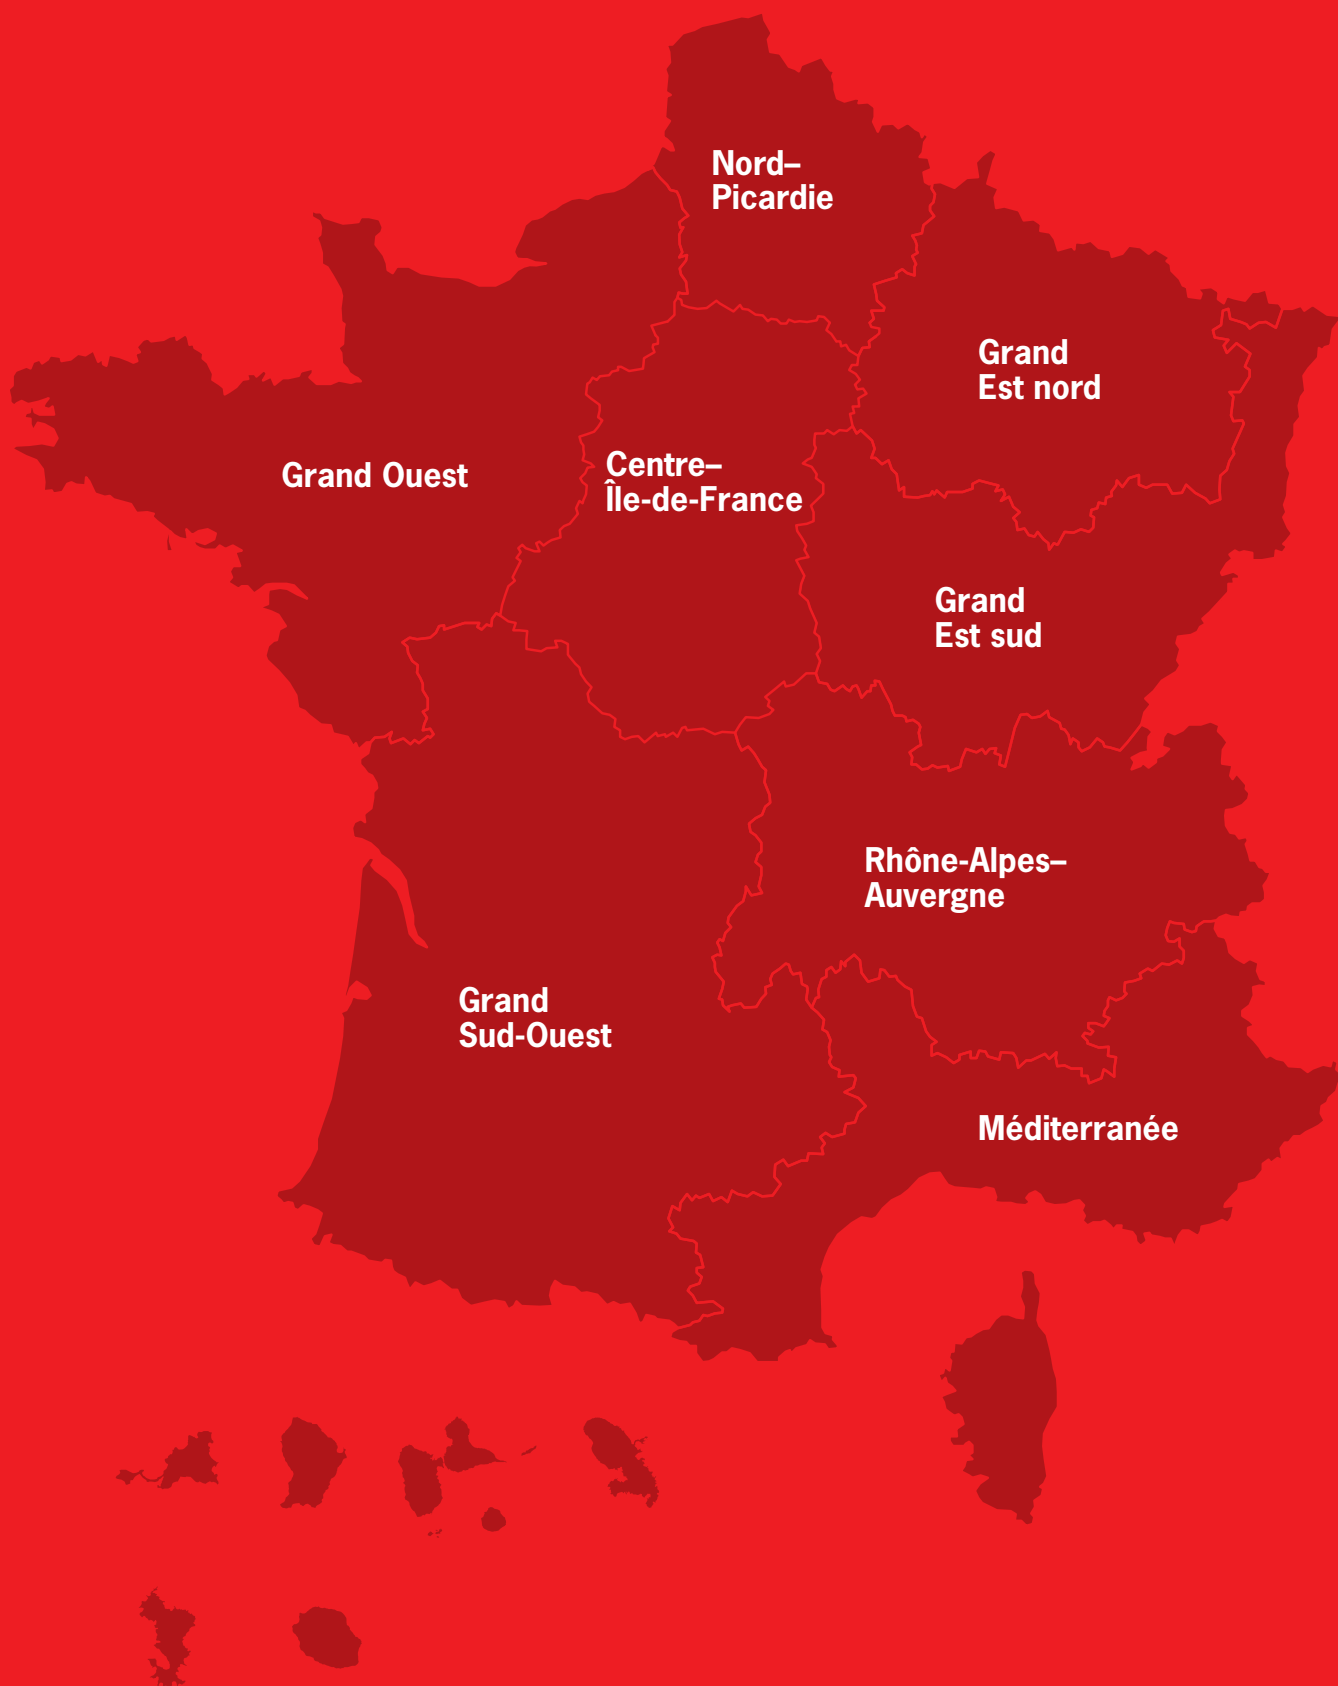 Nord–
Picardie
Grand
Est nord
Grand Ouest
Centre–
Île-de-France
Grand
Est sud
Rhône-Alpes–
Auvergne
Grand
Sud-Ouest
Méditerranée